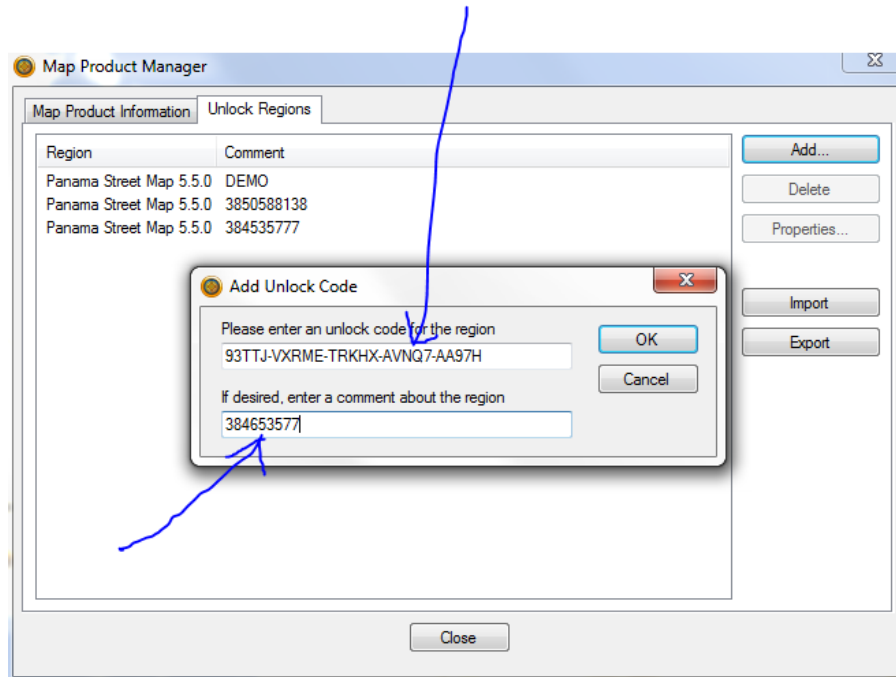 Map Product Manager
Map Product Information
Unlock Regions
Region Comment
Panama Street Map 5.5.0 DEMO
Panama Street Map 5.5.0 3850588138
Panama Street Map 5.5.0 384535777
Add...
Delete
Properties...
Import
Export
Add Unlock Code
Please enter an unlock code for the region
93TTJ-VXRME-TRKHX-AVNQ7-AA97H
If desired, enter a comment about the region
384653577
OK
Cancel
Close